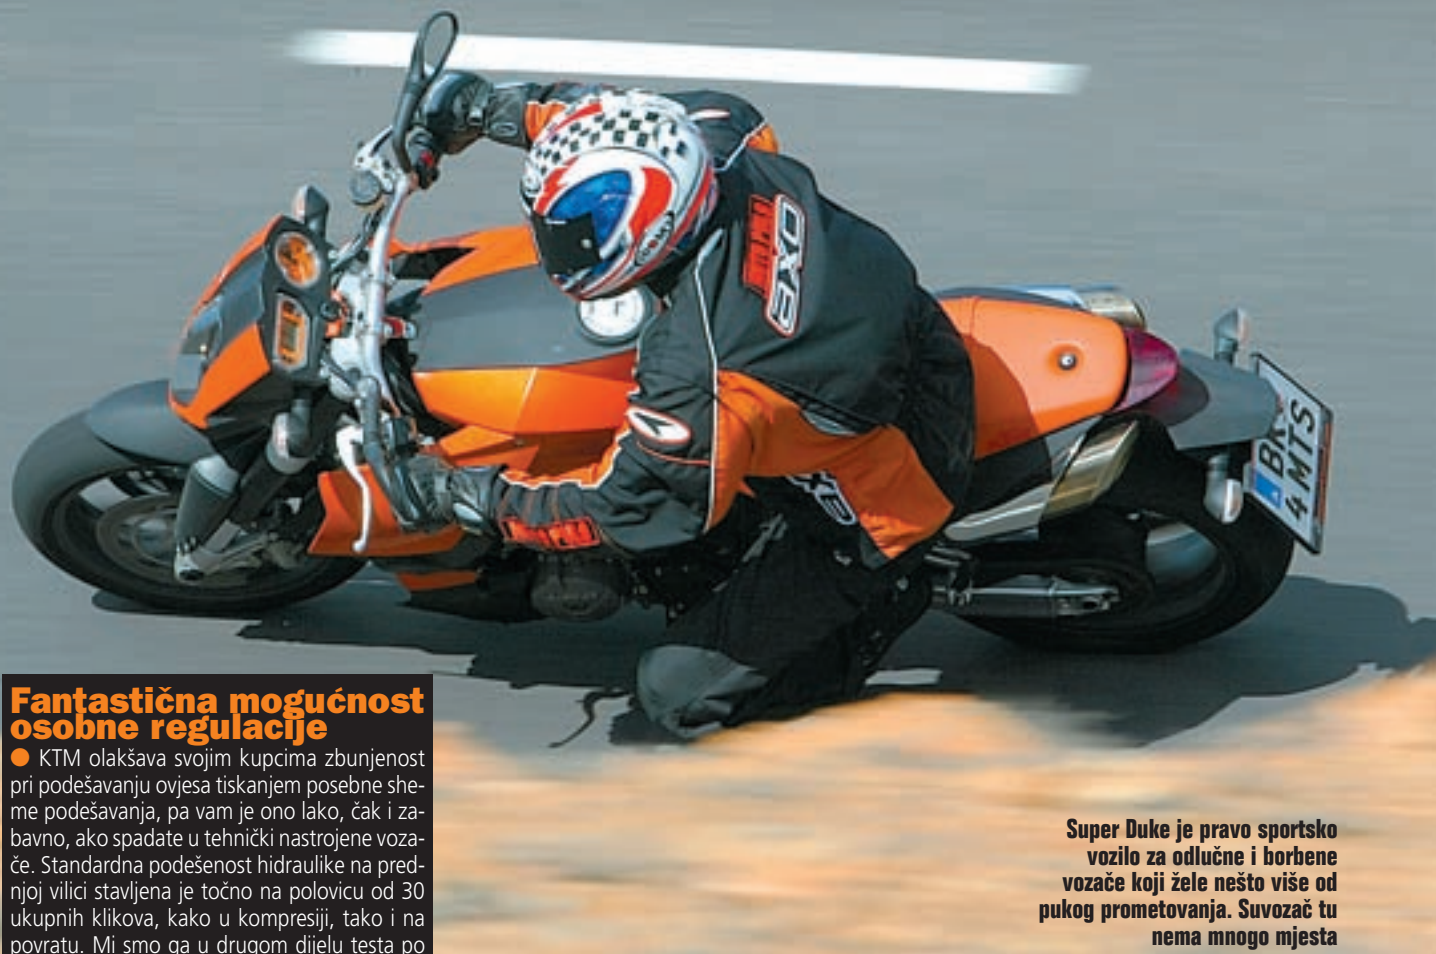 AXO
BK
4MTS
Fantastična mogućnost
osobne regulacije
● KTM olakšava svojim kupcima zbunjenost
pri podešavanju ovjesa tiskanjem posebne she-
me podešavanja, pa vam je ono lako, čak i za-
bavno, ako spadate u tehnički nastrojene voza-
če. Standardna podešenost hidraulike na pred-
njoj vilici stavljena je točno na polovicu od 30
ukupnih klikova, kako u kompresiji, tako i na
povratu. Mi smo ga u drugom dijelu testa po
Super Duke je pravo sportsko
vozilo za odlučne i borbene
vozače koji žele nešto više od
pukog prometovanja. Suvozač tu
nema mnogo mjesta